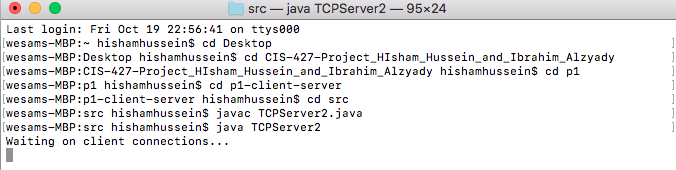 src — java TCPServer2 — 95×24
Last login: Fri Oct 19 22:56:41 on ttys000
[wesams-MBP:~ hishamhussein$ cd Desktop ]
[wesams-MBP:Desktop hishamhussein$ cd CIS-427-Project_HIsham_Hussein_and_Ibrahim_Alzyady ]
[wesams-MBP:CIS-427-Project_HIsham_Hussein_and_Ibrahim_Alzyady hishamhussein$ cd p1 ]
[wesams-MBP:p1 hishamhussein$ cd p1-client-server ]
[wesams-MBP:p1-client-server hishamhussein$ cd src ]
[wesams-MBP:src hishamhussein$ javac TCPServer2.java ]
[wesams-MBP:src hishamhussein$ java TCPServer2 ]
Waiting on client connections...